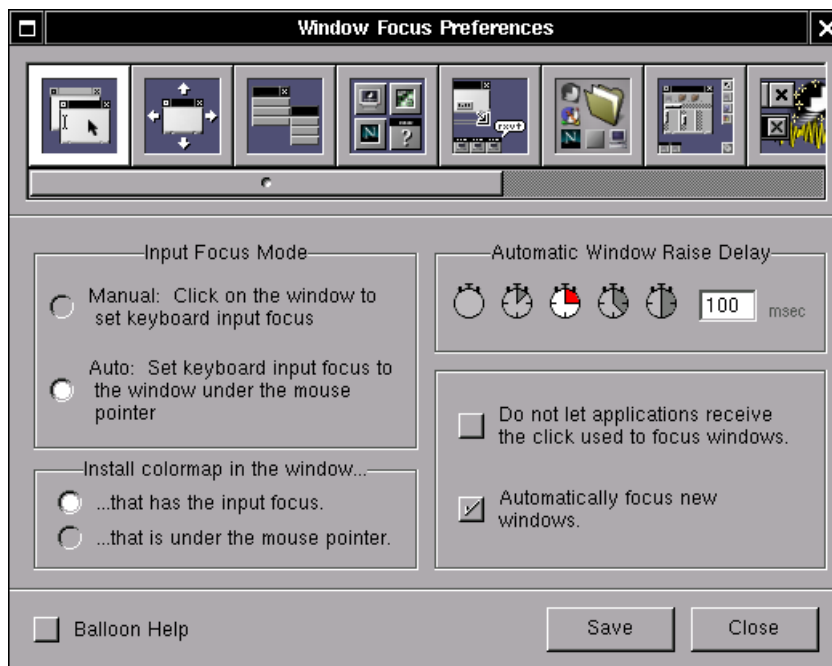 Window Focus Preferences
rxvt
N
?
N
Input Focus Mode
Manual: Click on the window to
set keyboard input focus
Auto: Set keyboard input focus to
the window under the mouse
pointer
Install colormap in the window...
...that has the input focus.
...that is under the mouse pointer.
Automatic Window Raise Delay
100 msec
Do not let applications receive
the click used to focus windows.
Automatically focus new
windows.
Balloon Help
Save
Close